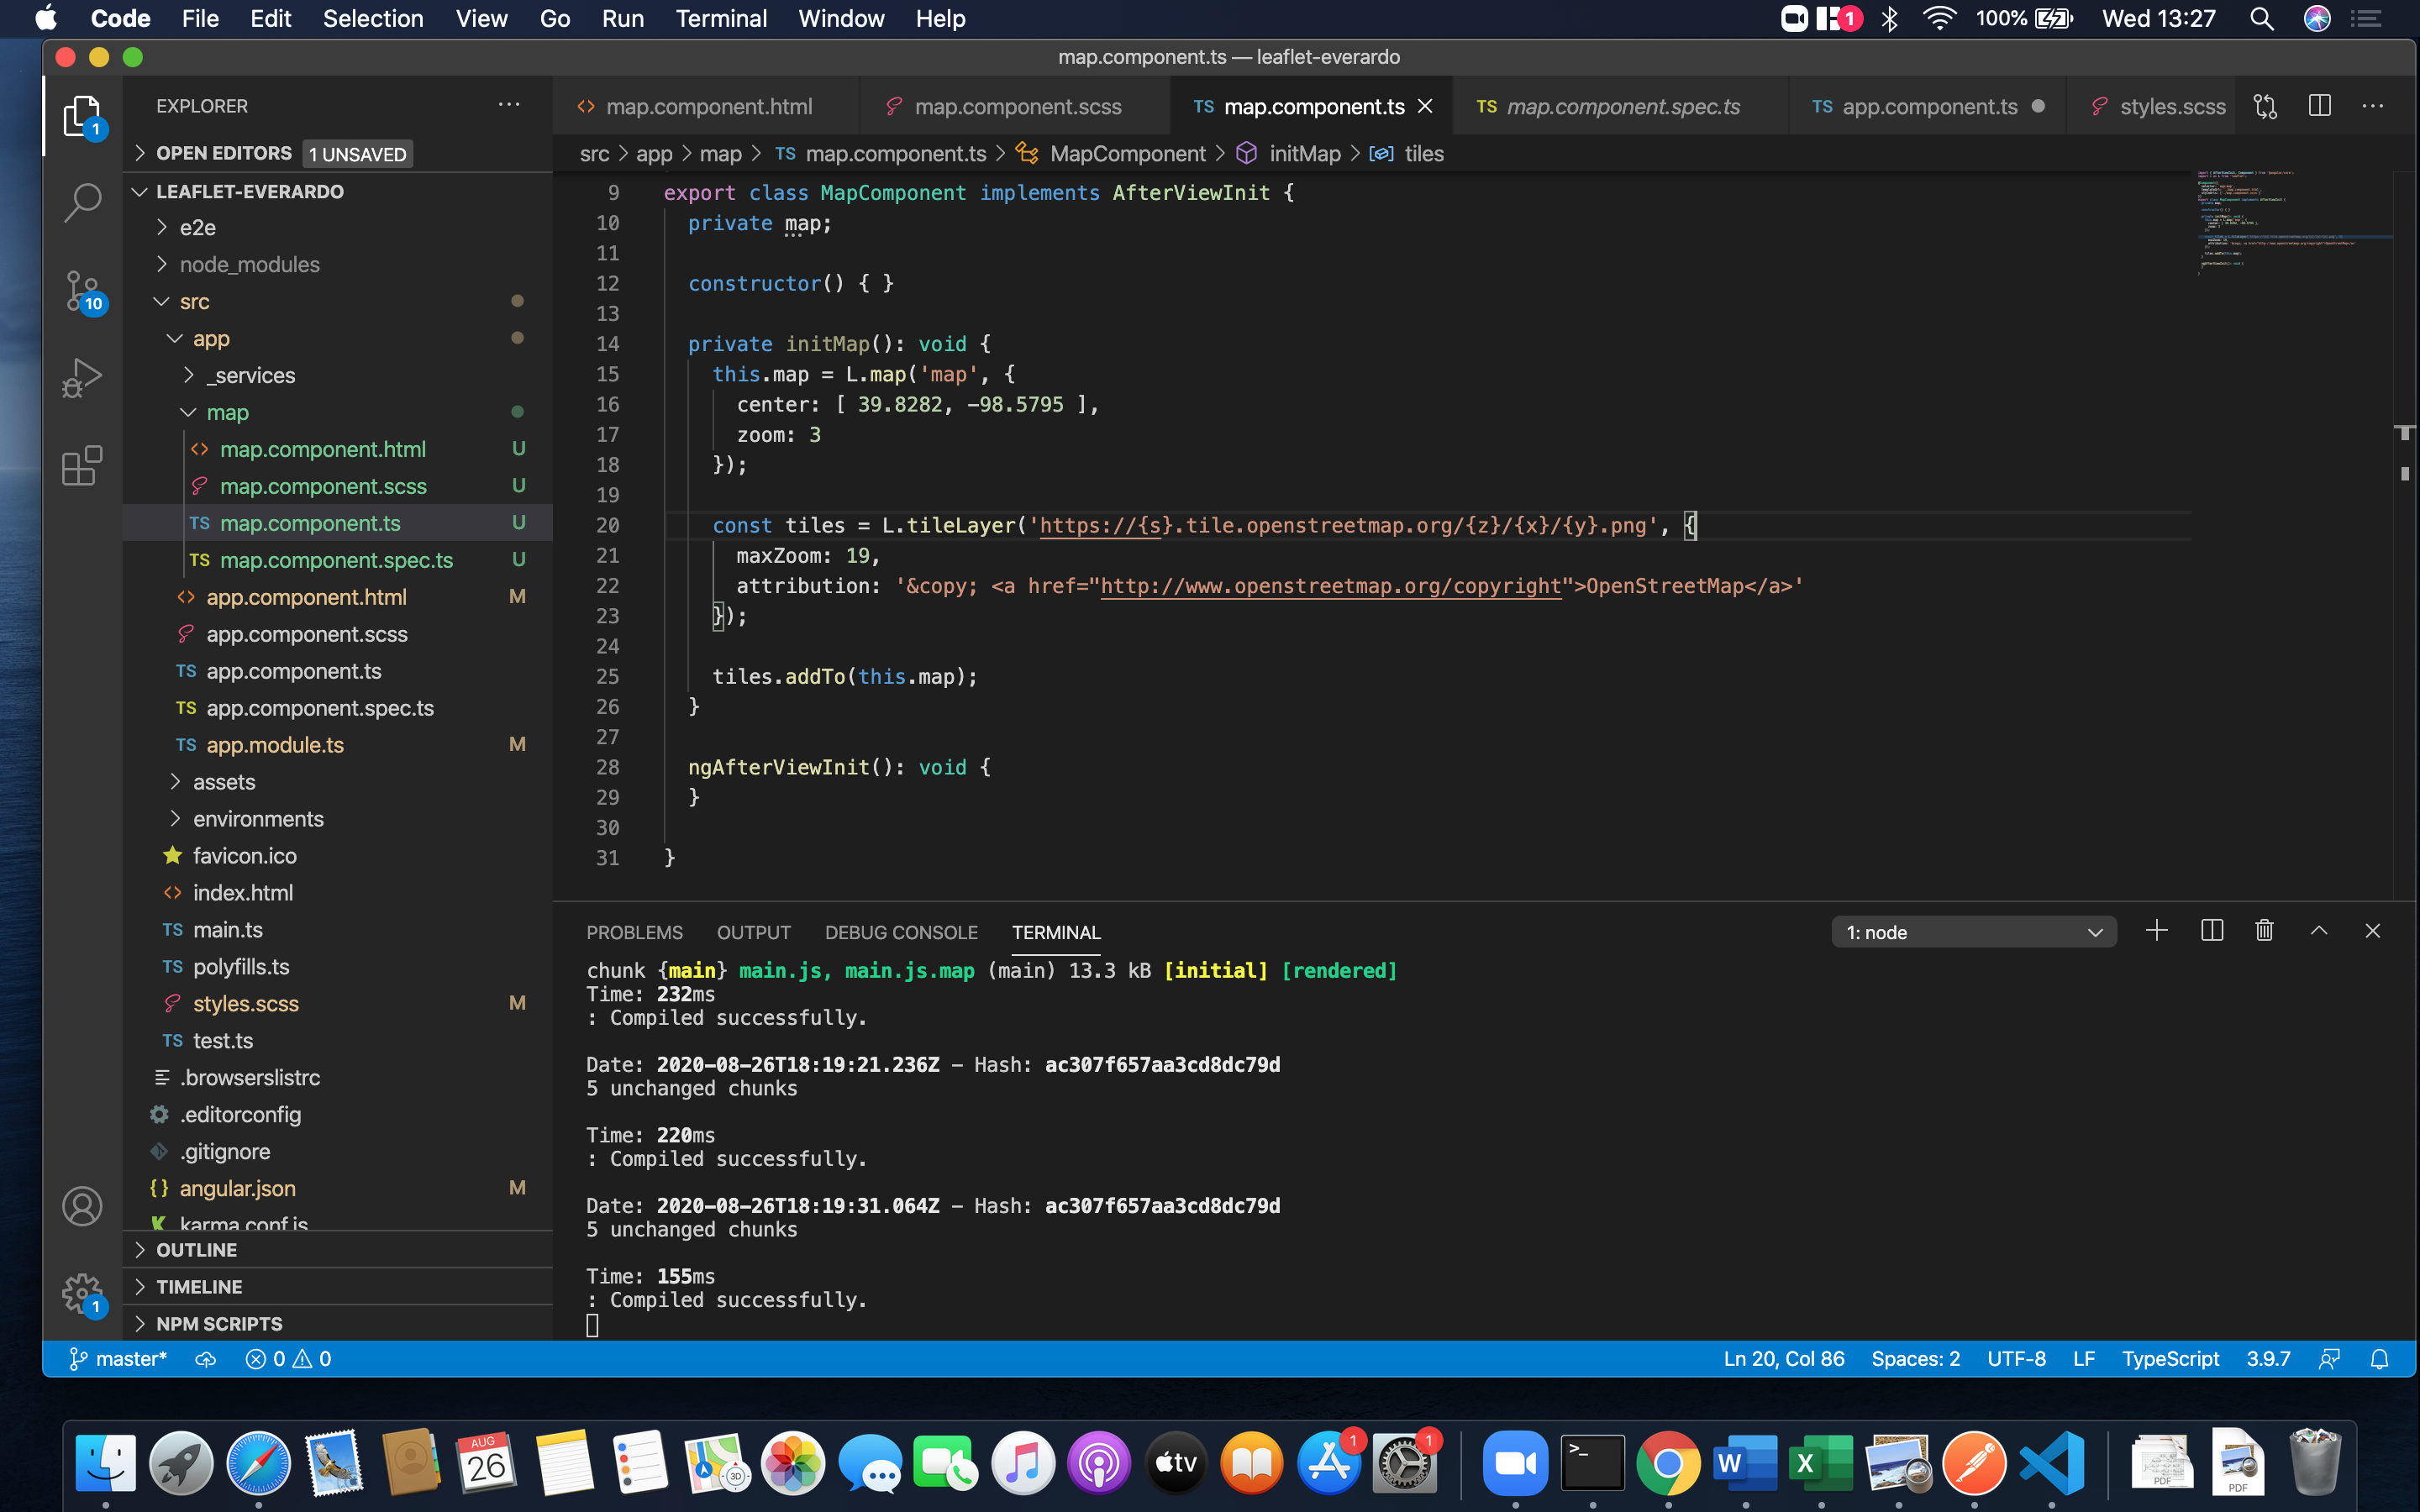 Code File Edit Selection View Go Run Terminal Window Help 1 100% Wed 13:27
map.component.ts — leaflet-everardo
EXPLORER
OPEN EDITORS 1 UNSAVED
LEAFLET-EVERARDO
e2e
node_modules
src
app
_services
map
map.component.html U
map.component.scss U
TS map.component.ts U
TS map.component.spec.ts U
app.component.html M
app.component.scss
TS app.component.ts
TS app.component.spec.ts
TS app.module.ts M
assets
environments
favicon.ico
index.html
TS main.ts
TS polyfills.ts
styles.scss M
TS test.ts
.browserslistrc
.editorconfig
.gitignore
{} angular.json M
karma.conf.js
OUTLINE
TIMELINE
NPM SCRIPTS
1
10
1
map.component.html map.component.scss TS map.component.ts TS map.component.spec.ts TS app.component.ts styles.scss
src > app > map > TS map.component.ts > MapComponent > initMap > tiles
9 export class MapComponent implements AfterViewInit {
10 private map;
11
12 constructor() { }
13
14 private initMap(): void {
15 this.map = L.map('map', {
16 center: [ 39.8282, -98.5795 ],
17 zoom: 3
18 });
19
20 const tiles = L.tileLayer('https://{s}.tile.openstreetmap.org/{z}/{x}/{y}.png', {
21 maxZoom: 19,
22 attribution: '&copy; <a href="http://www.openstreetmap.org/copyright">OpenStreetMap</a>'
23 });
24
25 tiles.addTo(this.map);
26 }
27
28 ngAfterViewInit(): void {
29 }
30
31 }
PROBLEMS OUTPUT DEBUG CONSOLE TERMINAL 1: node
chunk {main} main.js, main.js.map (main) 13.3 kB [initial] [rendered]
Time: 232ms
: Compiled successfully.
Date: 2020-08-26T18:19:21.236Z - Hash: ac307f657aa3cd8dc79d
5 unchanged chunks
Time: 220ms
: Compiled successfully.
Date: 2020-08-26T18:19:31.064Z - Hash: ac307f657aa3cd8dc79d
5 unchanged chunks
Time: 155ms
: Compiled successfully.
master* 0 0 Ln 20, Col 86 Spaces: 2 UTF-8 LF TypeScript 3.9.7
AUG
26
3D
tv
1
1
>_
W
X
PDF
PDF